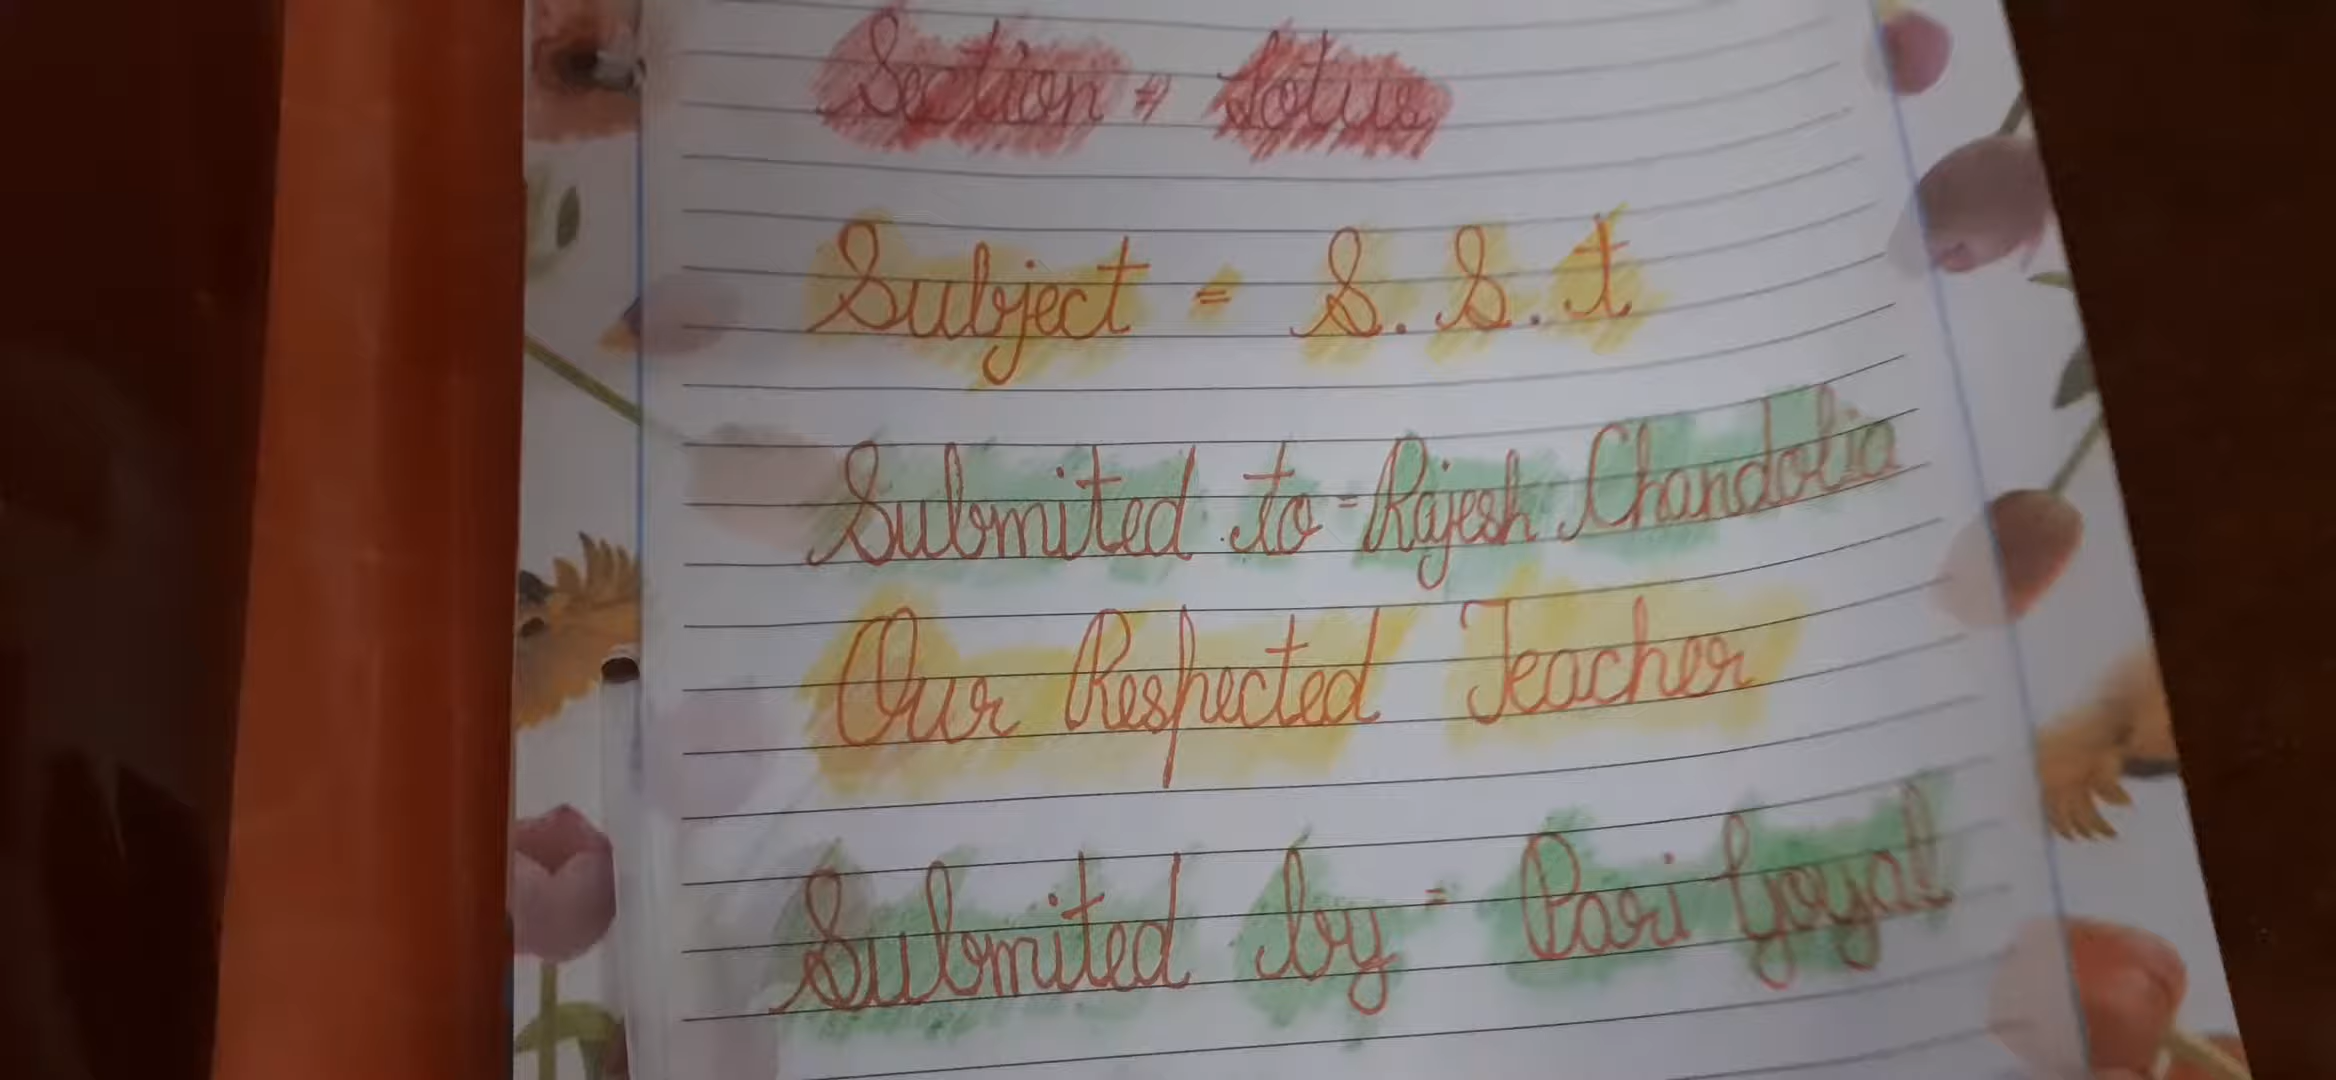 Section = Lotus
Subject = S. S. t
Submited to = Rajesh Chandolia
Our Respected Teacher
Submited by = Pari Goyal